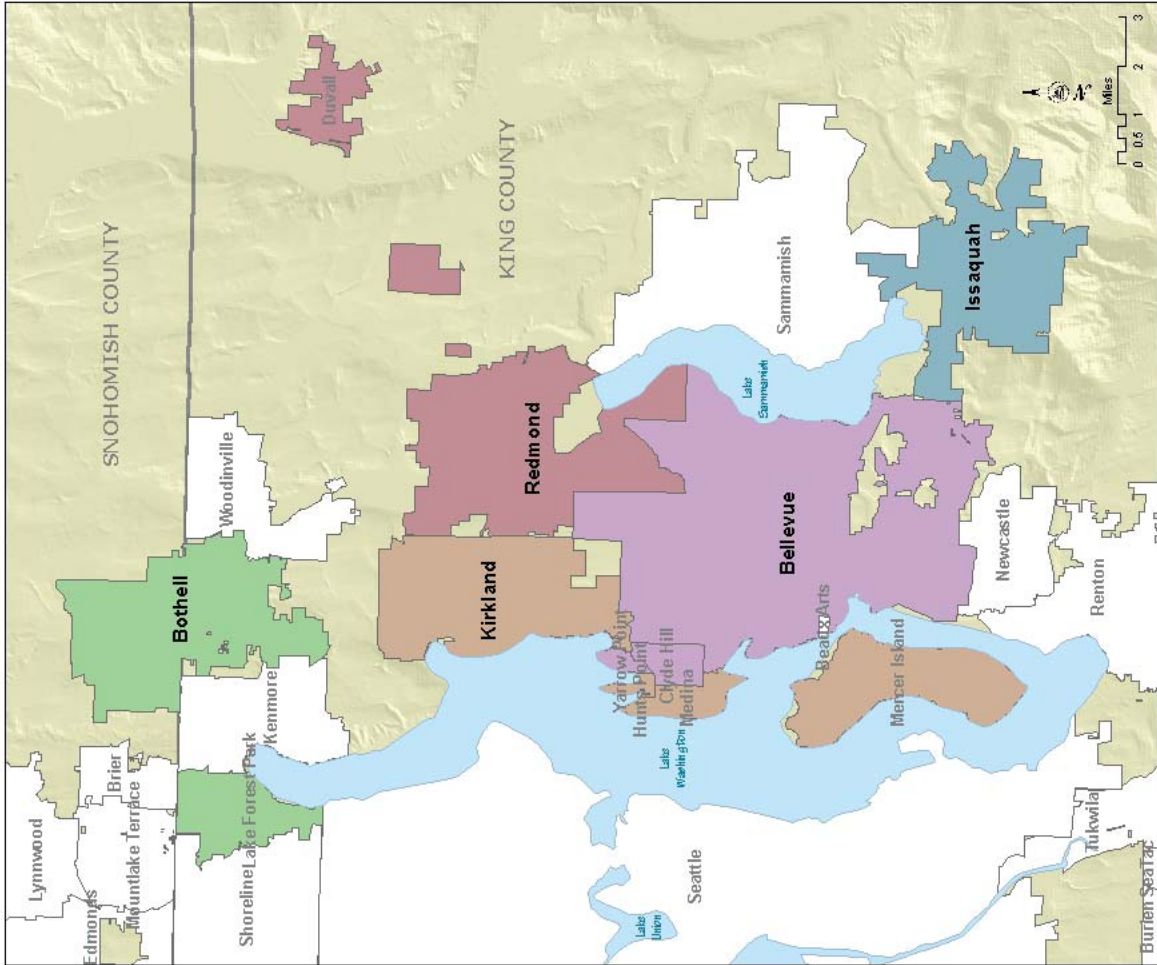 SNOHOMISH COUNTY
KING COUNTY
Lynnwood
Edmonds
Mountlake Terrace
Brier
Bothell
Woodinville
Duvall
Shoreline
Lake Forest Park
Kenmore
Kirkland
Redmond
Yarrow Point
Hunts Point
Clyde Hill
Medina
Lake
Washington
Seattle
Lake
Union
Bellevue
Beaux Arts
Mercer Island
Lake
Sammamish
Sammamish
Issaquah
Newcastle
Renton
Tukwila
Burien
SeaTac
0 0.5 1 2 3
Miles